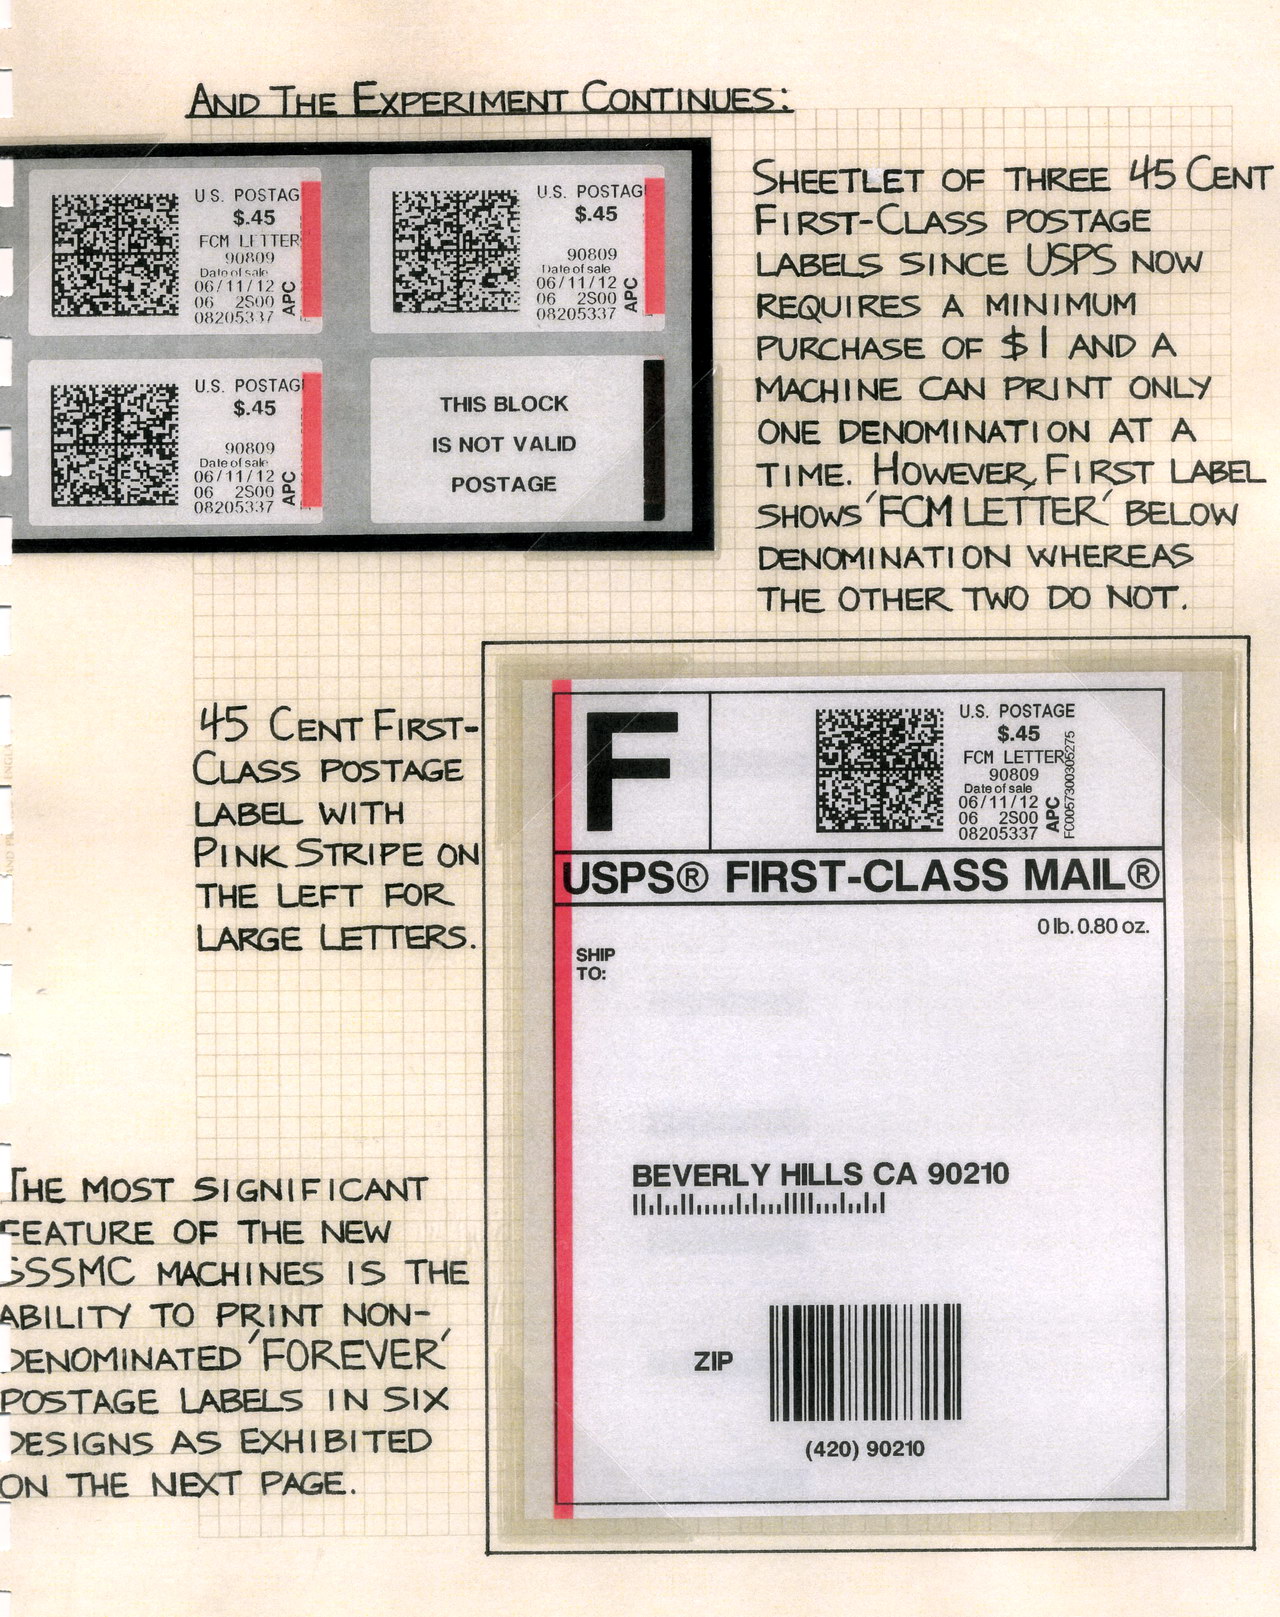 AND THE EXPERIMENT CONTINUES:
U.S. POSTAG
$.45
FCM LETTER
90809
Date of sale
06/11/12
06 2S00
08205337
APC
U.S. POSTAG
$.45
90809
Date of sale
06/11/12
06 2S00
08205337
APC
U.S. POSTAG
$.45
90809
Date of sale
06/11/12
06 2S00
08205337
APC
THIS BLOCK
IS NOT VALID
POSTAGE
SHEETLET OF THREE 45 CENT
FIRST-CLASS POSTAGE
LABELS SINCE USPS NOW
REQUIRES A MINIMUM
PURCHASE OF $1 AND A
MACHINE CAN PRINT ONLY
ONE DENOMINATION AT A
TIME. HOWEVER, FIRST LABEL
SHOWS 'FCM LETTER' BELOW
DENOMINATION WHEREAS
THE OTHER TWO DO NOT.
45 CENT FIRST-
CLASS POSTAGE
LABEL WITH
PINK STRIPE ON
THE LEFT FOR
LARGE LETTERS.
F
U.S. POSTAGE
$.45
FCM LETTER
90809
Date of sale
06/11/12
06 2S00
08205337
APC
USPS® FIRST-CLASS MAIL®
0 lb. 0.80 oz.
SHIP
TO:
BEVERLY HILLS CA 90210
ZIP
(420) 90210
THE MOST SIGNIFICANT
FEATURE OF THE NEW
SSSMC MACHINES IS THE
ABILITY TO PRINT NON-
DENOMINATED 'FOREVER'
POSTAGE LABELS IN SIX
DESIGNS AS EXHIBITED
ON THE NEXT PAGE.